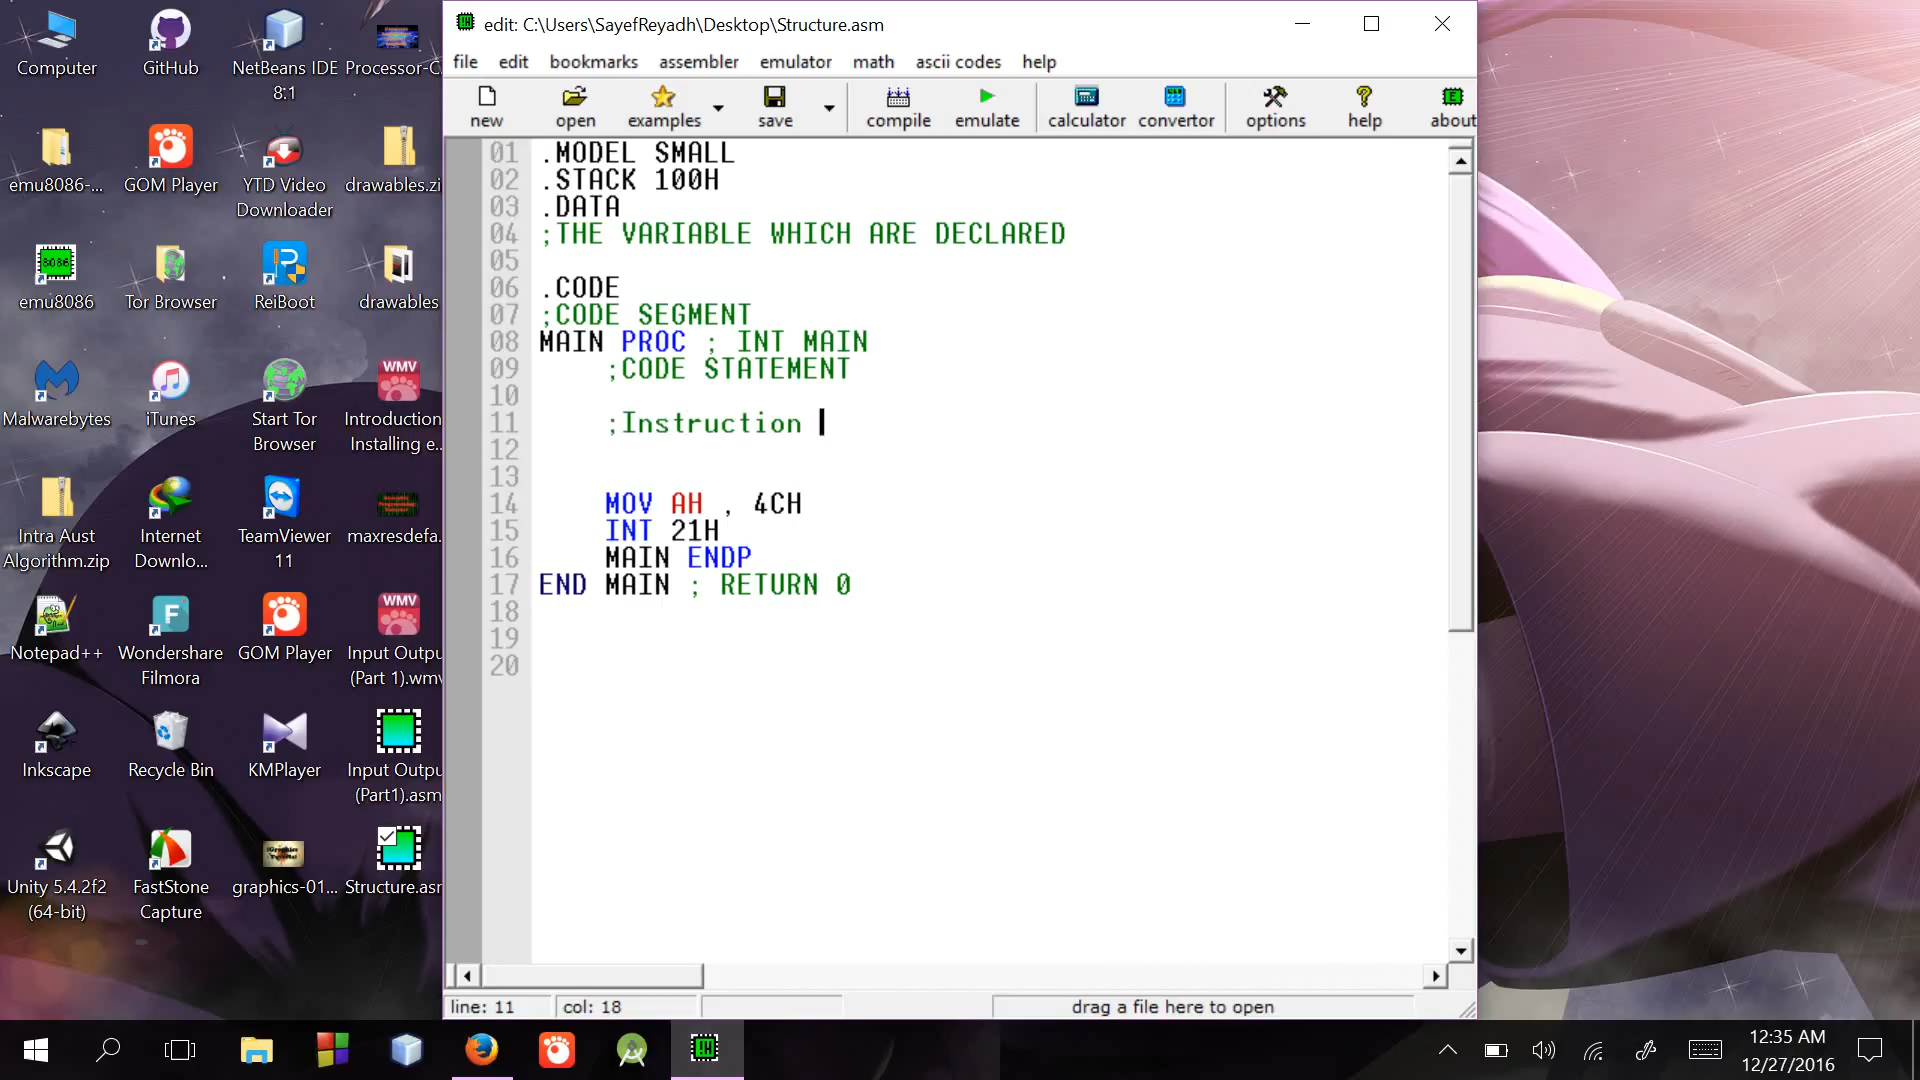 edit: C:\Users\SayefReyadh\Desktop\Structure.asm
file edit bookmarks assembler emulator math ascii codes help
new open examples save compile emulate calculator convertor options help about
01 .MODEL SMALL
02 .STACK 100H
03 .DATA
04 ;THE VARIABLE WHICH ARE DECLARED
05
06 .CODE
07 ;CODE SEGMENT
08 MAIN PROC ; INT MAIN
09 ;CODE STATEMENT
10
11 ;Instruction
12
13
14 MOV AH , 4CH
15 INT 21H
16 MAIN ENDP
17 END MAIN ; RETURN 0
18
19
20
line: 11 col: 18 drag a file here to open
Computer
GitHub
NetBeans IDE
8:1
Processor-C...
emu8086-...
GOM Player
YTD Video
Downloader
drawables.zi
8086
emu8086
Tor Browser
ReiBoot
drawables
Malwarebytes
iTunes
Start Tor
Browser
WMV
Introduction
Installing e...
Intra Aust
Algorithm.zip
Internet
Downlo...
TeamViewer
11
maxresdefa..
Notepad++
Wondershare
Filmora
GOM Player
WMV
Input Outpu
(Part 1).wmv
Inkscape
Recycle Bin
KMPlayer
Input Outpu
(Part1).asm
Unity 5.4.2f2
(64-bit)
FastStone
Capture
graphics-01...
Structure.asm
12:35 AM
12/27/2016